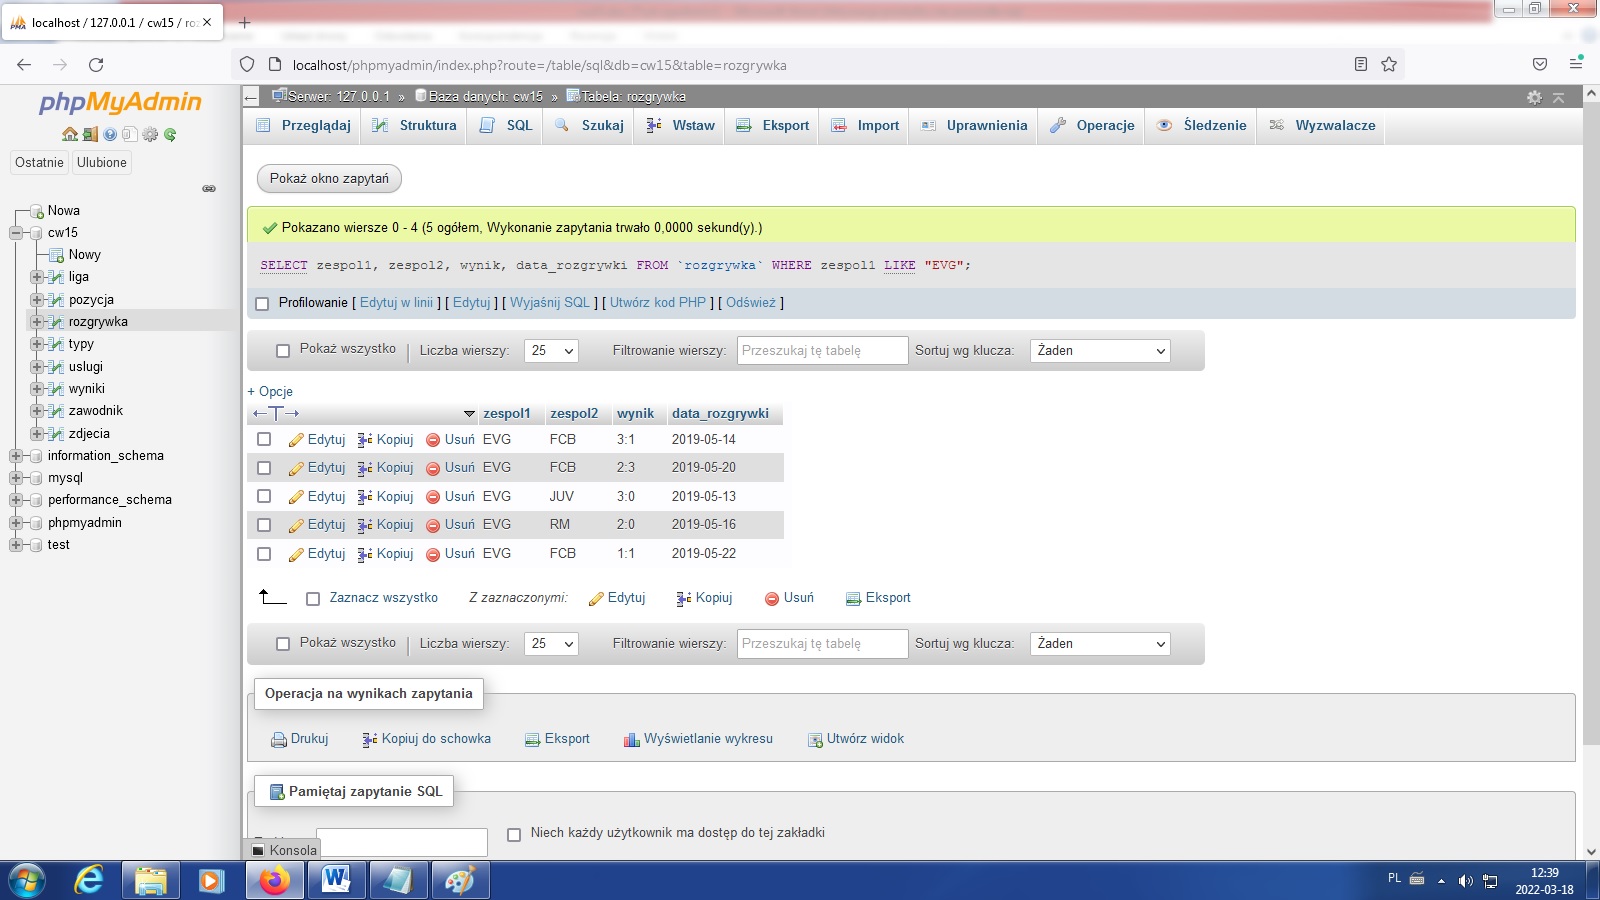 localhost / 127.0.0.1 / cw15 / ro
localhost/phpmyadmin/index.php?route=/table/sql&db=cw15&table=rozgrywka
phpMyAdmin
Ostatnie Ulubione
Nowa
cw15
Nowy
liga
pozycja
rozgrywka
typy
uslugi
wyniki
zawodnik
zdjecia
information_schema
mysql
performance_schema
phpmyadmin
test
Serwer: 127.0.0.1 » Baza danych: cw15 » Tabela: rozgrywka
Przeglądaj Struktura SQL Szukaj Wstaw Eksport Import Uprawnienia Operacje Śledzenie Wyzwalacze
Pokaż okno zapytań
Pokazano wiersze 0 - 4 (5 ogółem, Wykonanie zapytania trwało 0,0000 sekund(y).)
SELECT zespol1, zespol2, wynik, data_rozgrywki FROM `rozgrywka` WHERE zespol1 LIKE "EVG";
Profilowanie [ Edytuj w linii ] [ Edytuj ] [ Wyjaśnij SQL ] [ Utwórz kod PHP ] [ Odśwież ]
Pokaż wszystko | Liczba wierszy: 25 Filtrowanie wierszy: Przeszukaj tę tabelę Sortuj wg klucza: Żaden
+ Opcje
←T→ zespol1 zespol2 wynik data_rozgrywki
Edytuj Kopiuj Usuń EVG FCB 3:1 2019-05-14
Edytuj Kopiuj Usuń EVG FCB 2:3 2019-05-20
Edytuj Kopiuj Usuń EVG JUV 3:0 2019-05-13
Edytuj Kopiuj Usuń EVG RM 2:0 2019-05-16
Edytuj Kopiuj Usuń EVG FCB 1:1 2019-05-22
Zaznacz wszystko Z zaznaczonymi: Edytuj Kopiuj Usuń Eksport
Pokaż wszystko | Liczba wierszy: 25 Filtrowanie wierszy: Przeszukaj tę tabelę Sortuj wg klucza: Żaden
Operacja na wynikach zapytania
Drukuj Kopiuj do schowka Eksport Wyświetlanie wykresu Utwórz widok
Pamiętaj zapytanie SQL
Niech każdy użytkownik ma dostęp do tej zakładki
Konsola
PL 12:39
2022-03-18